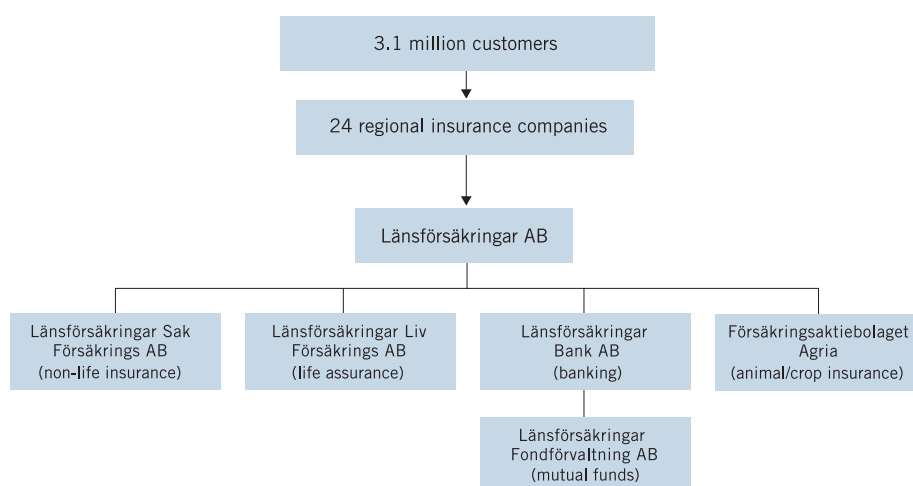 3.1 million customers
24 regional insurance companies
Länsförsäkringar AB
Länsförsäkringar Sak
Försäkrings AB
(non-life insurance)
Länsförsäkringar Liv
Försäkrings AB
(life assurance)
Länsförsäkringar
Bank AB
(banking)
Försäkringsaktiebolaget
Agria
(animal/crop insurance)
Länsförsäkringar
Fondförvaltning AB
(mutual funds)